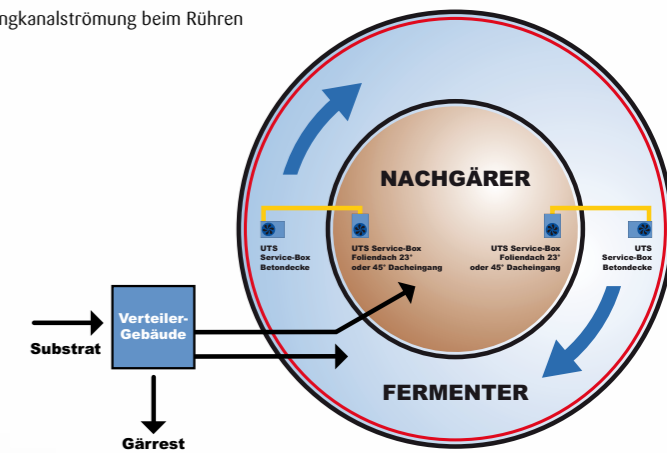 ngkanalströmung beim Rühren
NACHGÄRER
UTS
Service-Box
Betondecke
UTS Service-Box
Foliendach 23°
oder 45° Dacheingang
UTS Service-Box
Foliendach 23°
oder 45° Dacheingang
UTS
Service-Box
Betondecke
Verteiler-
Gebäude
Substrat
FERMENTER
Gärrest